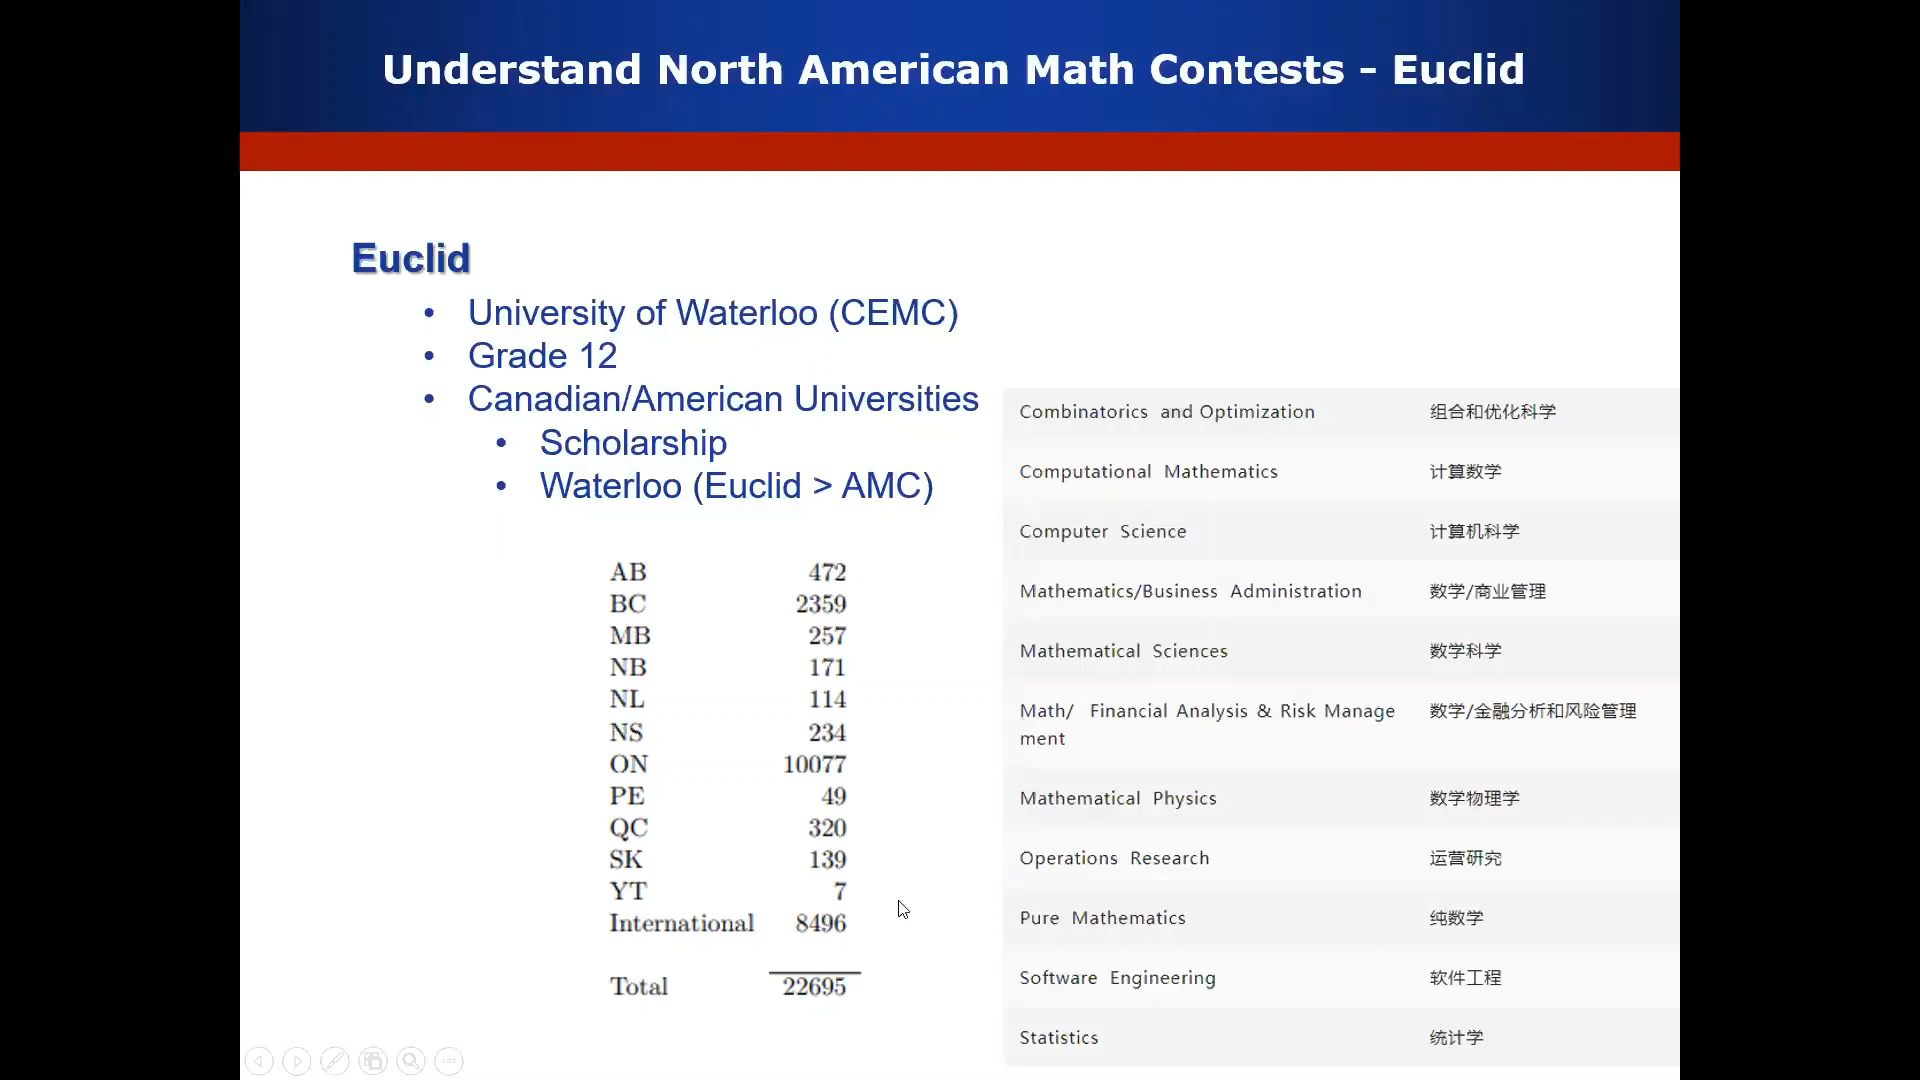 Understand North American Math Contests - Euclid
Euclid
• University of Waterloo (CEMC)
• Grade 12
• Canadian/American Universities
• Scholarship
• Waterloo (Euclid > AMC)
AB 472
BC 2359
MB 257
NB 171
NL 114
NS 234
ON 10077
PE 49
QC 320
SK 139
YT 7
International 8496
Total 22695
Combinatorics and Optimization 组合和优化科学
Computational Mathematics 计算数学
Computer Science 计算机科学
Mathematics/Business Administration 数学/商业管理
Mathematical Sciences 数学科学
Math/ Financial Analysis & Risk Manage 数学/金融分析和风险管理
ment
Mathematical Physics 数学物理学
Operations Research 运营研究
Pure Mathematics 纯数学
Software Engineering 软件工程
Statistics 统计学